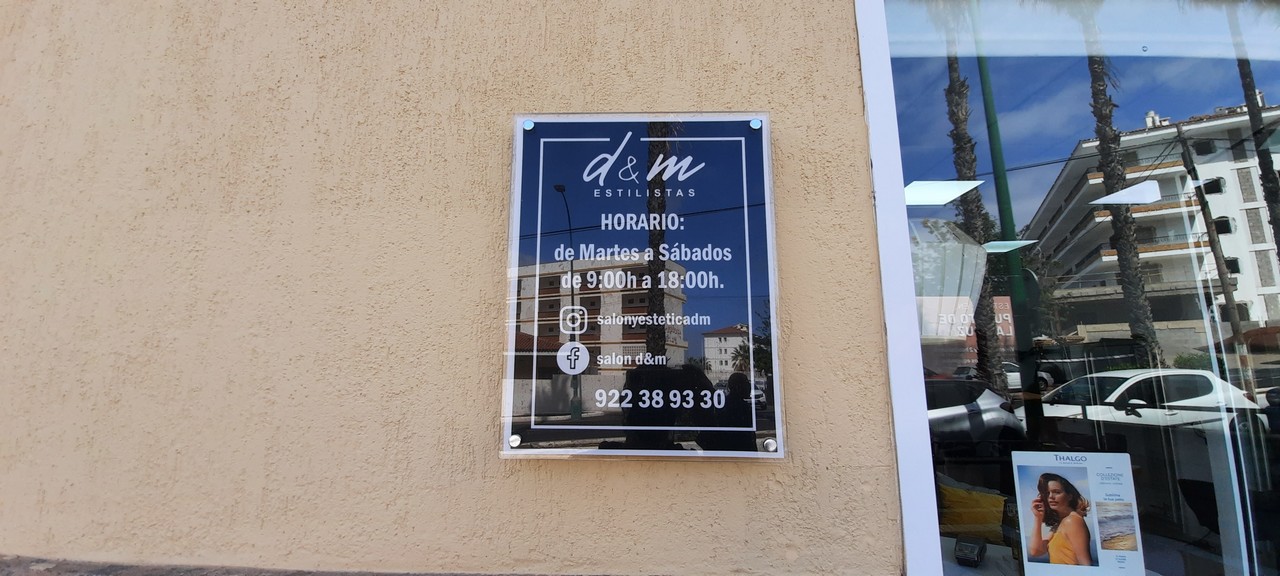 d&m
ESTILISTAS
HORARIO:
de Martes a Sábados
de 9:00h a 18:00h.
salonyesteticadm
salon d&m
922 38 93 30
THALGO